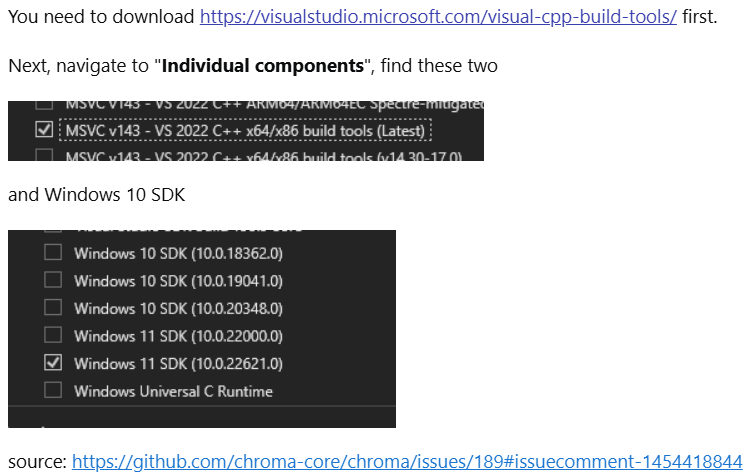 You need to download https://visualstudio.microsoft.com/visual-cpp-build-tools/ first.
Next, navigate to "Individual components", find these two
MSVC v143 - VS 2022 C++ ARM64/ARM64EC Spectre-mitigated
MSVC v143 - VS 2022 C++ x64/x86 build tools (Latest)
MSVC v143 - VS 2022 C++ x64/x86 build tools (v14.30-17.0)
and Windows 10 SDK
Windows 10 SDK (10.0.18362.0)
Windows 10 SDK (10.0.19041.0)
Windows 10 SDK (10.0.20348.0)
Windows 11 SDK (10.0.22000.0)
Windows 11 SDK (10.0.22621.0)
Windows Universal C Runtime
source: https://github.com/chroma-core/chroma/issues/189#issuecomment-1454418844